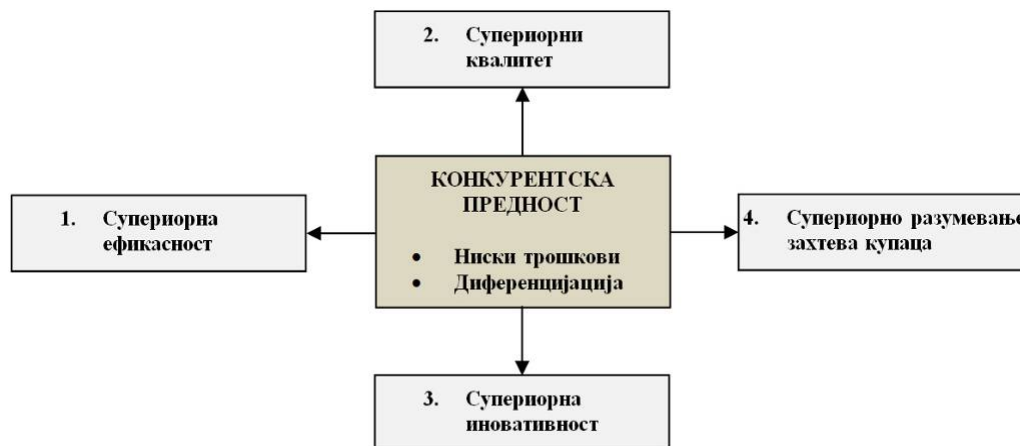 2. Супериорни
квалитет
КОНКУРЕНТСКА
ПРЕДНОСТ
• Ниски трошкови
• Диференцијација
1. Супериорна
ефикасност
4. Супериорно разумевање
захтева купаца
3. Супериорна
иновативност